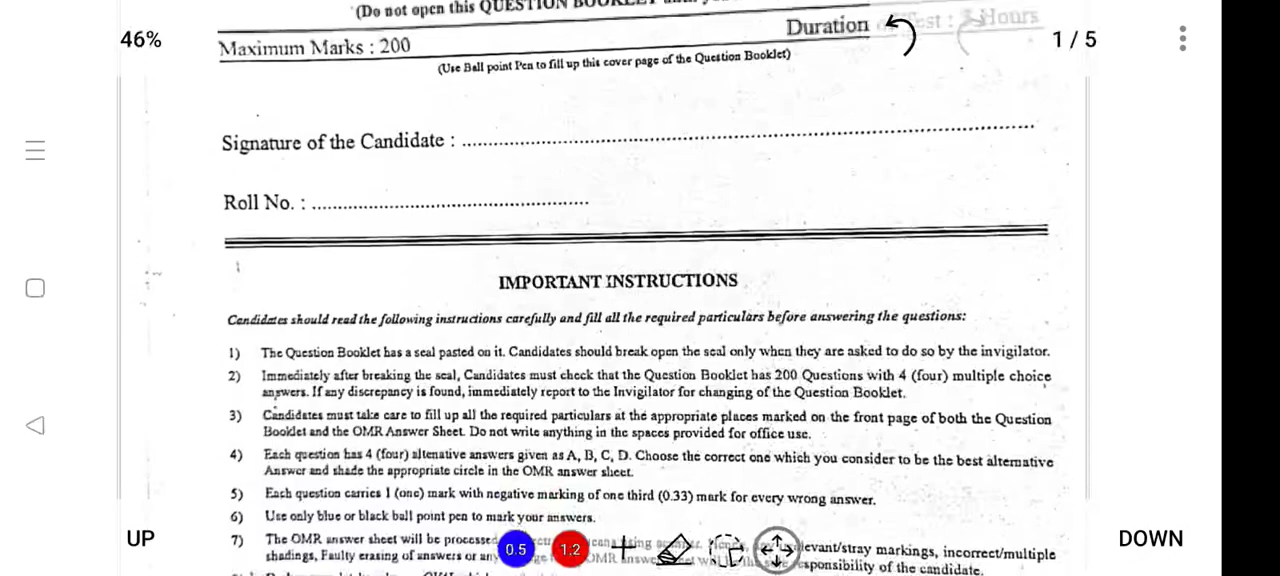 (Do not open this QUESTION BOOKLET
46%
Maximum Marks : 200
Duration of Test : 3 Hours
1 / 5
(Use Ball point Pen to fill up this cover page of the Question Booklet)
Signature of the Candidate :
Roll No. :
IMPORTANT INSTRUCTIONS
Candidates should read the following instructions carefully and fill all the required particulars before answering the questions:
1) The Question Booklet has a seal pasted on it. Candidates should break open the seal only when they are asked to do so by the invigilator.
2) Immediately after breaking the seal, Candidates must check that the Question Booklet has 200 Questions with 4 (four) multiple choice
answers. If any discrepancy is found, immediately report to the Invigilator for changing of the Question Booklet.
3) Candidates must take care to fill up all the required particulars at the appropriate places marked on the front page of both the Question
Booklet and the OMR Answer Sheet. Do not write anything in the spaces provided for office use.
4) Each question has 4 (four) altenative answers given as A, B, C, D. Choose the correct one which you consider to be the best alternative
Answer and shade the appropriate circle in the OMR answer sheet.
5) Each question carries 1 (one) mark with negative marking of one third (0.33) mark for every wrong answer.
6) Use only blue or black ball point pen to mark your answers.
7) The OMR answer sheet will be processed levant/stray markings, incorrect/multiple
shadings, Faulty erasing of answers or any OMR answer responsibility of the candidate.
UP
0.5
1.2
DOWN